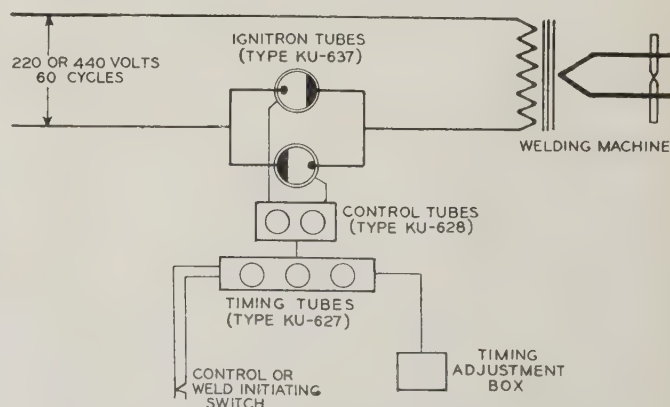 220 OR 440 VOLTS
60 CYCLES
IGNITRON TUBES
(TYPE KU-637)
WELDING MACHINE
CONTROL TUBES
(TYPE KU-628)
TIMING TUBES
(TYPE KU-627)
CONTROL OR
WELD INITIATING
SWITCH
TIMING
ADJUSTMENT
BOX